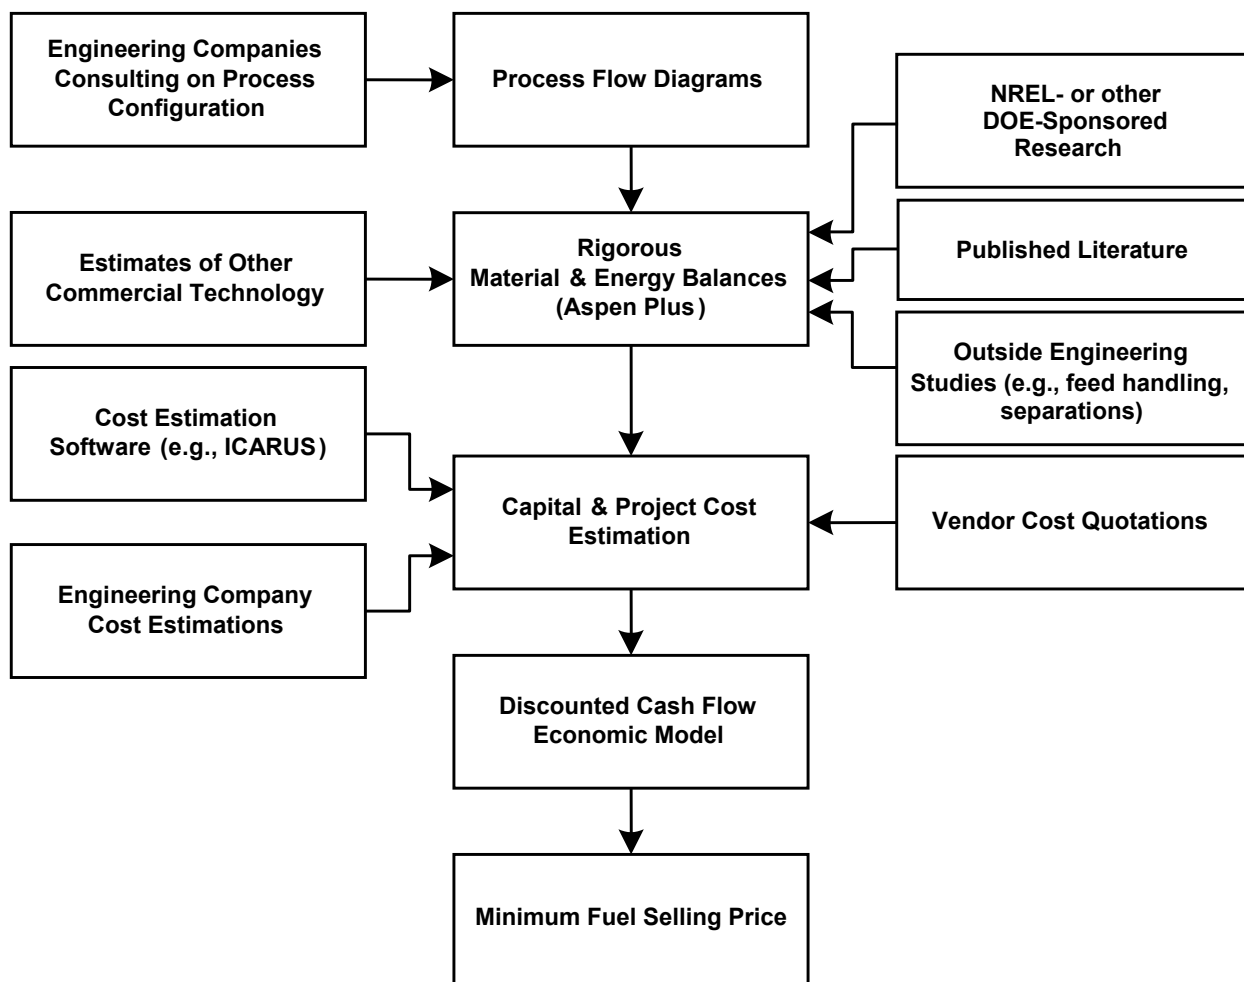 Engineering Companies
Consulting on Process
Configuration
Process Flow Diagrams
NREL- or other
DOE-Sponsored
Research
Estimates of Other
Commercial Technology
Rigorous
Material & Energy Balances
(Aspen Plus)
Published Literature
Outside Engineering
Studies (e.g., feed handling,
separations)
Cost Estimation
Software (e.g., ICARUS)
Capital & Project Cost
Estimation
Vendor Cost Quotations
Engineering Company
Cost Estimations
Discounted Cash Flow
Economic Model
Minimum Fuel Selling Price